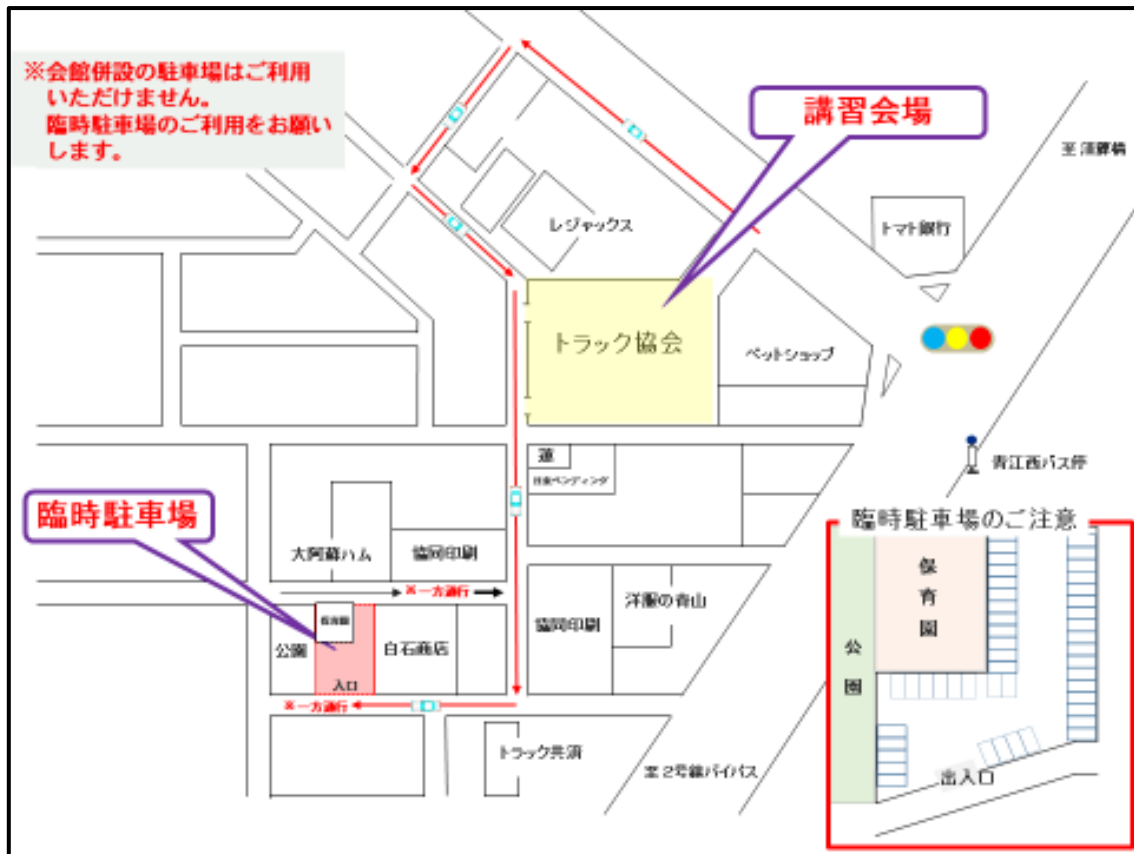 ※会館併設の駐車場はご利用
いただけません。
臨時駐車場のご利用をお願い
します。
講習会場
至 須輝橋
トマト銀行
レジャックス
トラック協会
ペットショップ
青江西バス停
蓮
臨時駐車場
大阿蘇ハム
協同印刷
※一方通行
保育園
公園
白石商店
入口
協同印刷
洋服の青山
※一方通行
トラック共済
至 2号線バイパス
臨時駐車場のご注意
保育園
公園
出入口